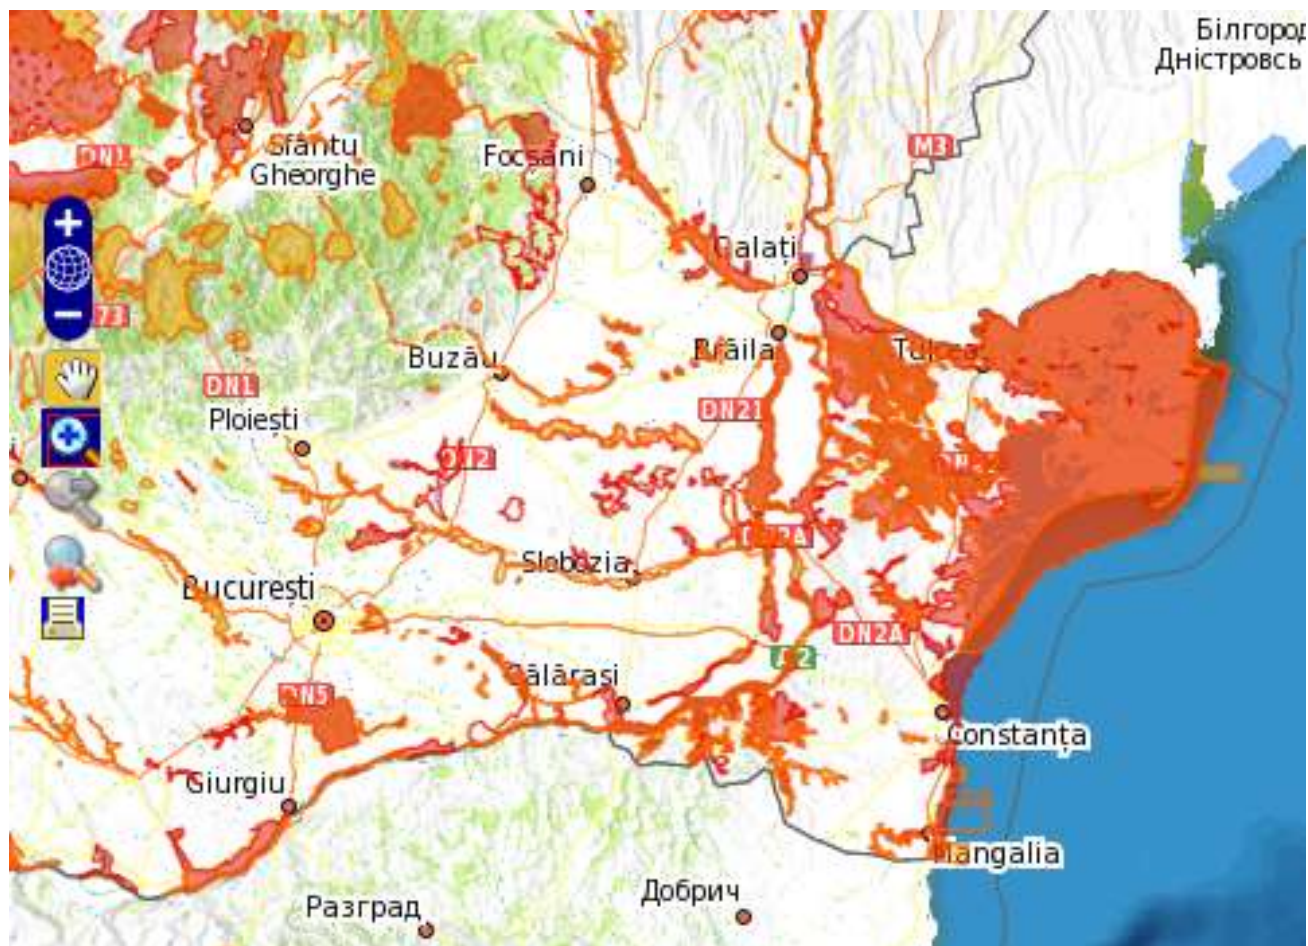 Білгород
Дністровсь
DN1
Sfântu
Gheorghe
Focșani
M3
Galați
73
Buzău
Brăila
Tulcea
DN1
DN21
Ploiești
DN2
DN2A
Slobozia
București
DN2A
A2
Călărași
DN5
Constanța
Giurgiu
Mangalia
Разград
Добрич